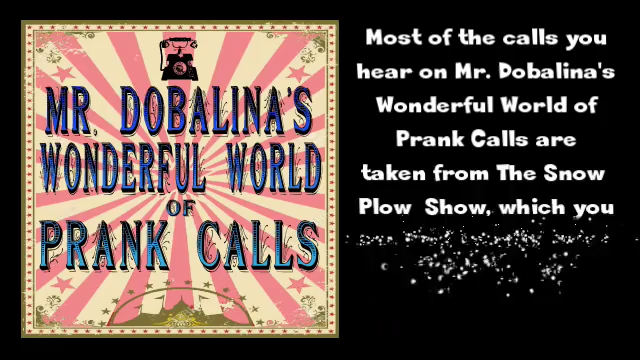 MR. DOBALINA'S
WONDERFUL WORLD
OF
PRANK CALLS
Most of the calls you
hear on Mr. Dobalina's
Wonderful World of
Prank Calls are
taken from The Snow
Plow Show, which you